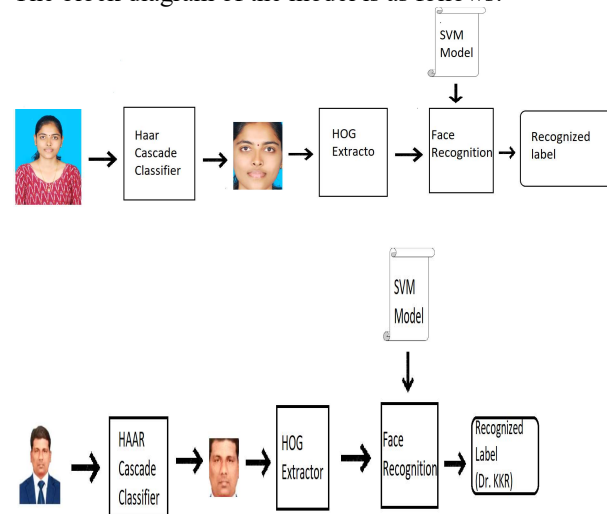 SVM
Model
Haar
Cascade
Classifier
HOG
Extracto
Face
Recognition
Recognized
label
SVM
Model
HAAR
Cascade
Classifier
HOG
Extractor
Face
Recognition
Recognized
Label
(Dr. KKR)